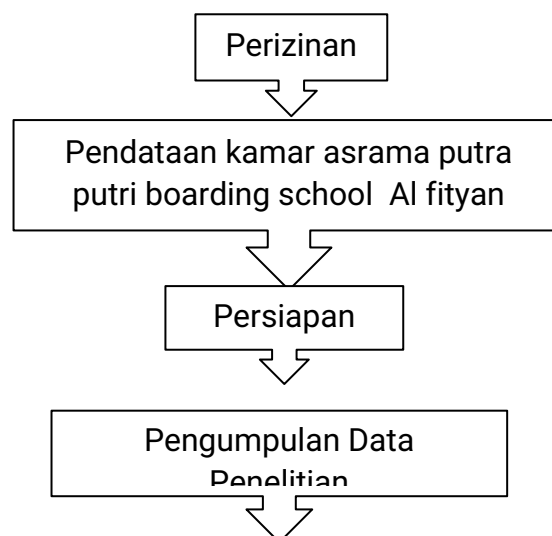 Perizinan
Pendataan kamar asrama putra
putri boarding school Al fityan
Persiapan
Pengumpulan Data
Penelitian